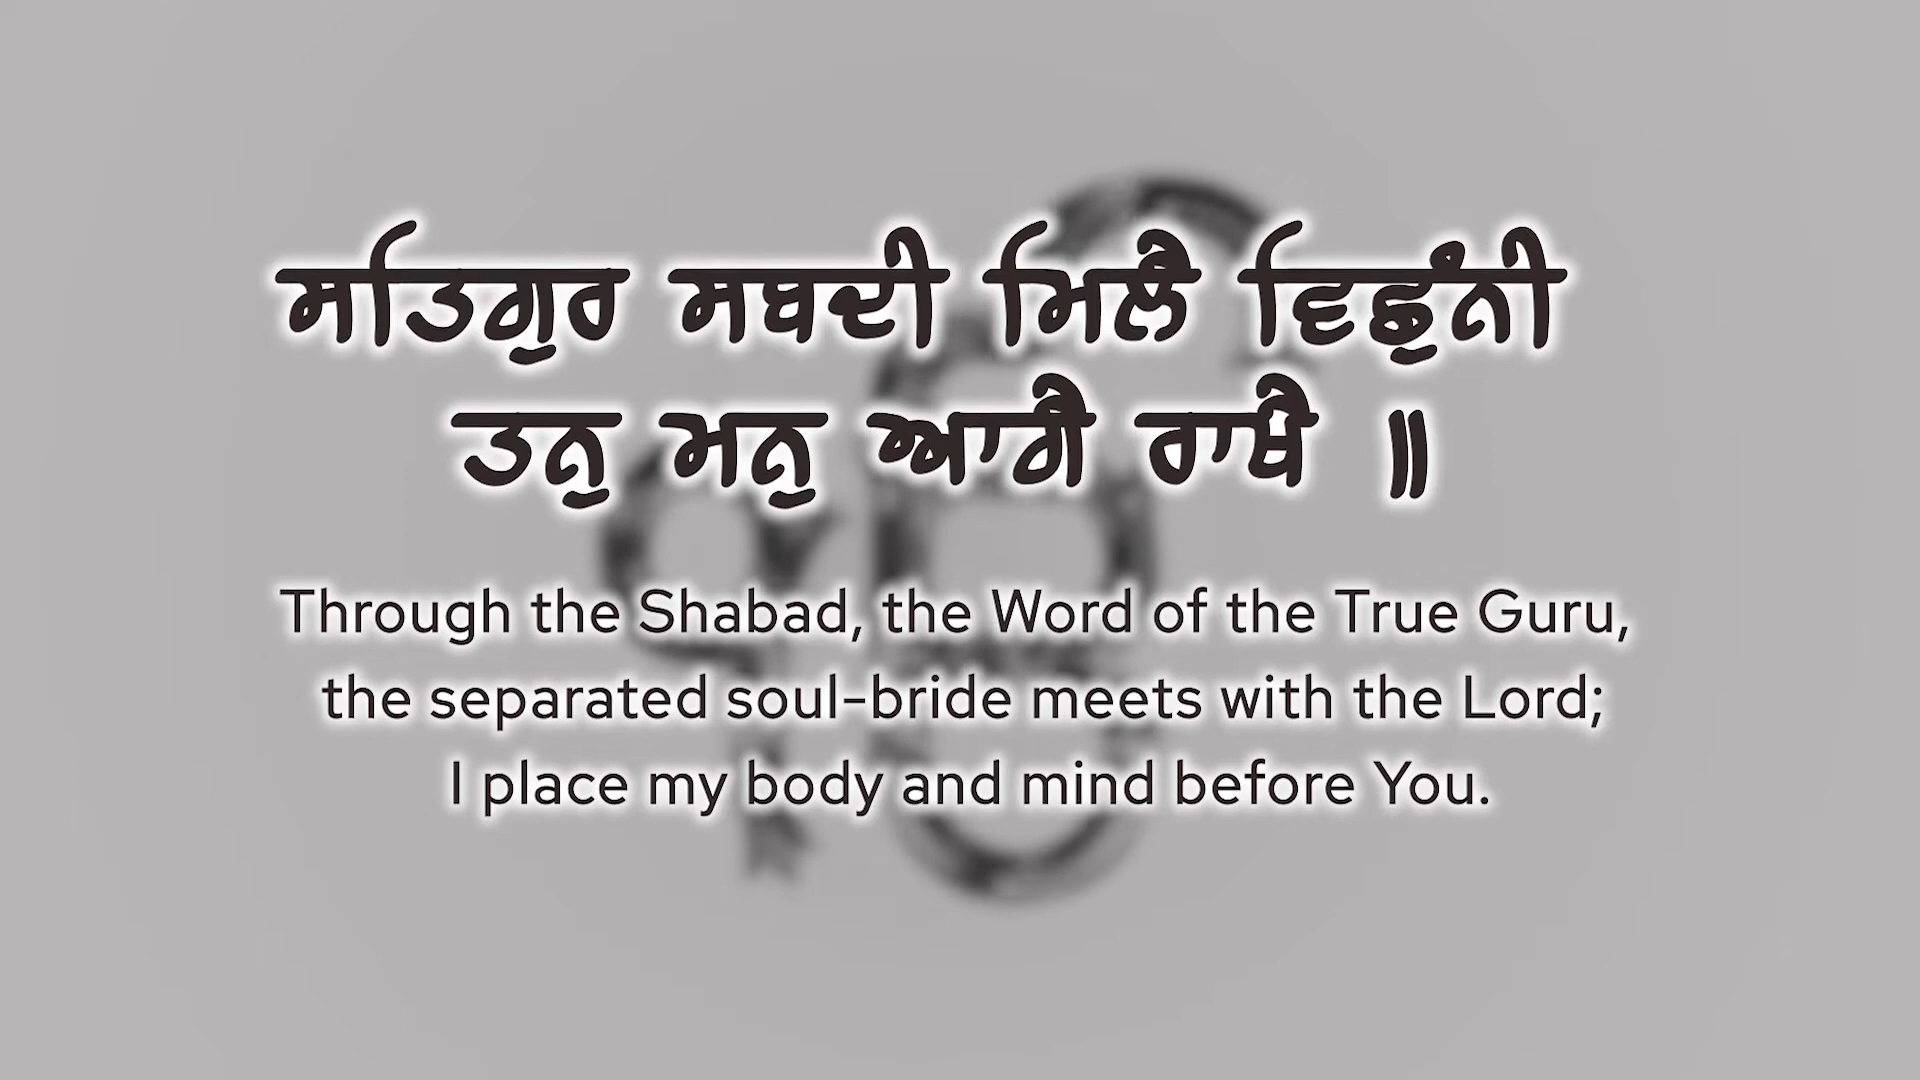 ਸਤਿਗੁਰ ਸਬਦੀ ਮਿਲੈ ਵਿਛੁੰਨੀ
ਤਨੁ ਮਨੁ ਆਗੈ ਰਾਖੈ ॥
Through the Shabad, the Word of the True Guru,
the separated soul-bride meets with the Lord;
I place my body and mind before You.